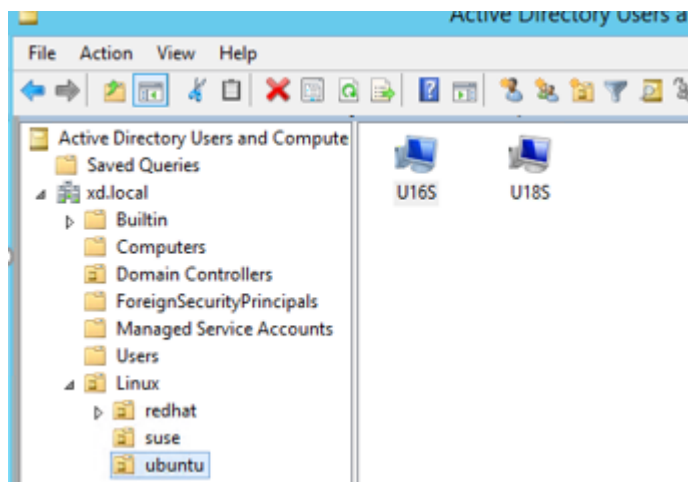 Active Directory Users a
File Action View Help
Active Directory Users and Compute
Saved Queries
xd.local
Builtin
Computers
Domain Controllers
ForeignSecurityPrincipals
Managed Service Accounts
Users
Linux
redhat
suse
ubuntu
U16S U18S